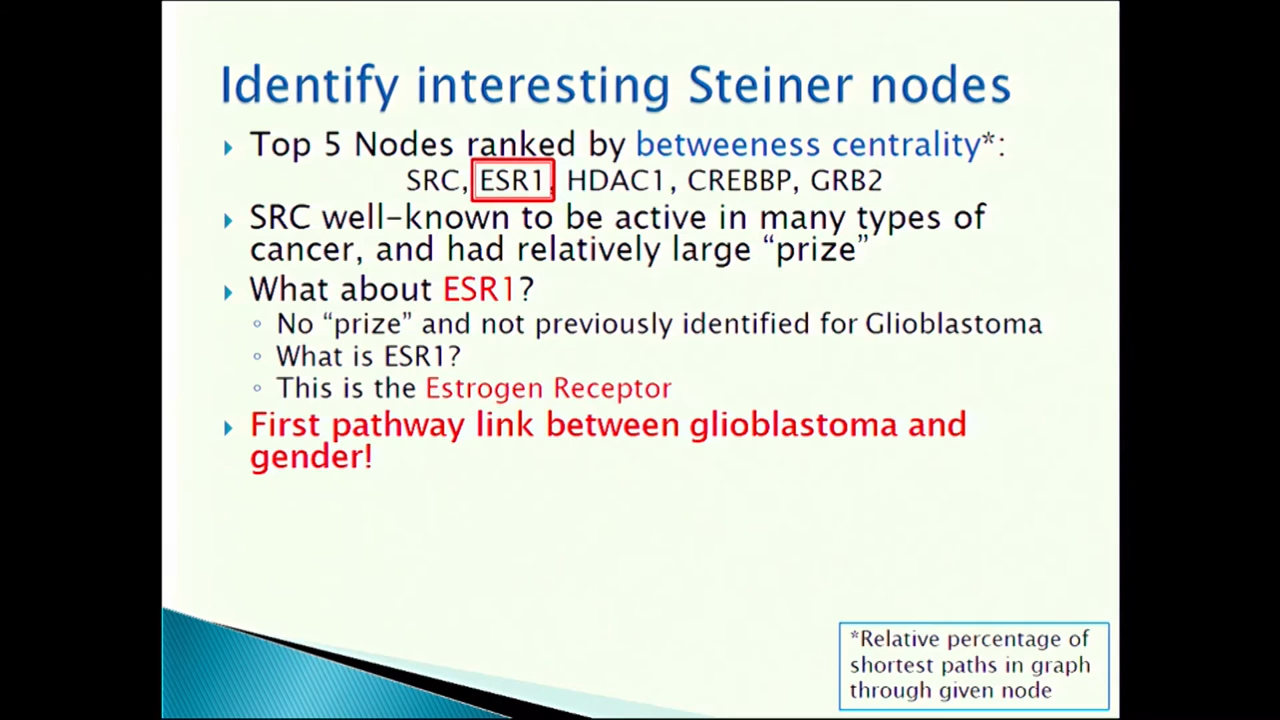 Identify interesting Steiner nodes
Top 5 Nodes ranked by betweeness centrality*:
SRC, ESR1, HDAC1, CREBBP, GRB2
SRC well-known to be active in many types of
cancer, and had relatively large “prize”
What about ESR1?
No “prize” and not previously identified for Glioblastoma
What is ESR1?
This is the Estrogen Receptor
First pathway link between glioblastoma and
gender!
*Relative percentage of
shortest paths in graph
through given node